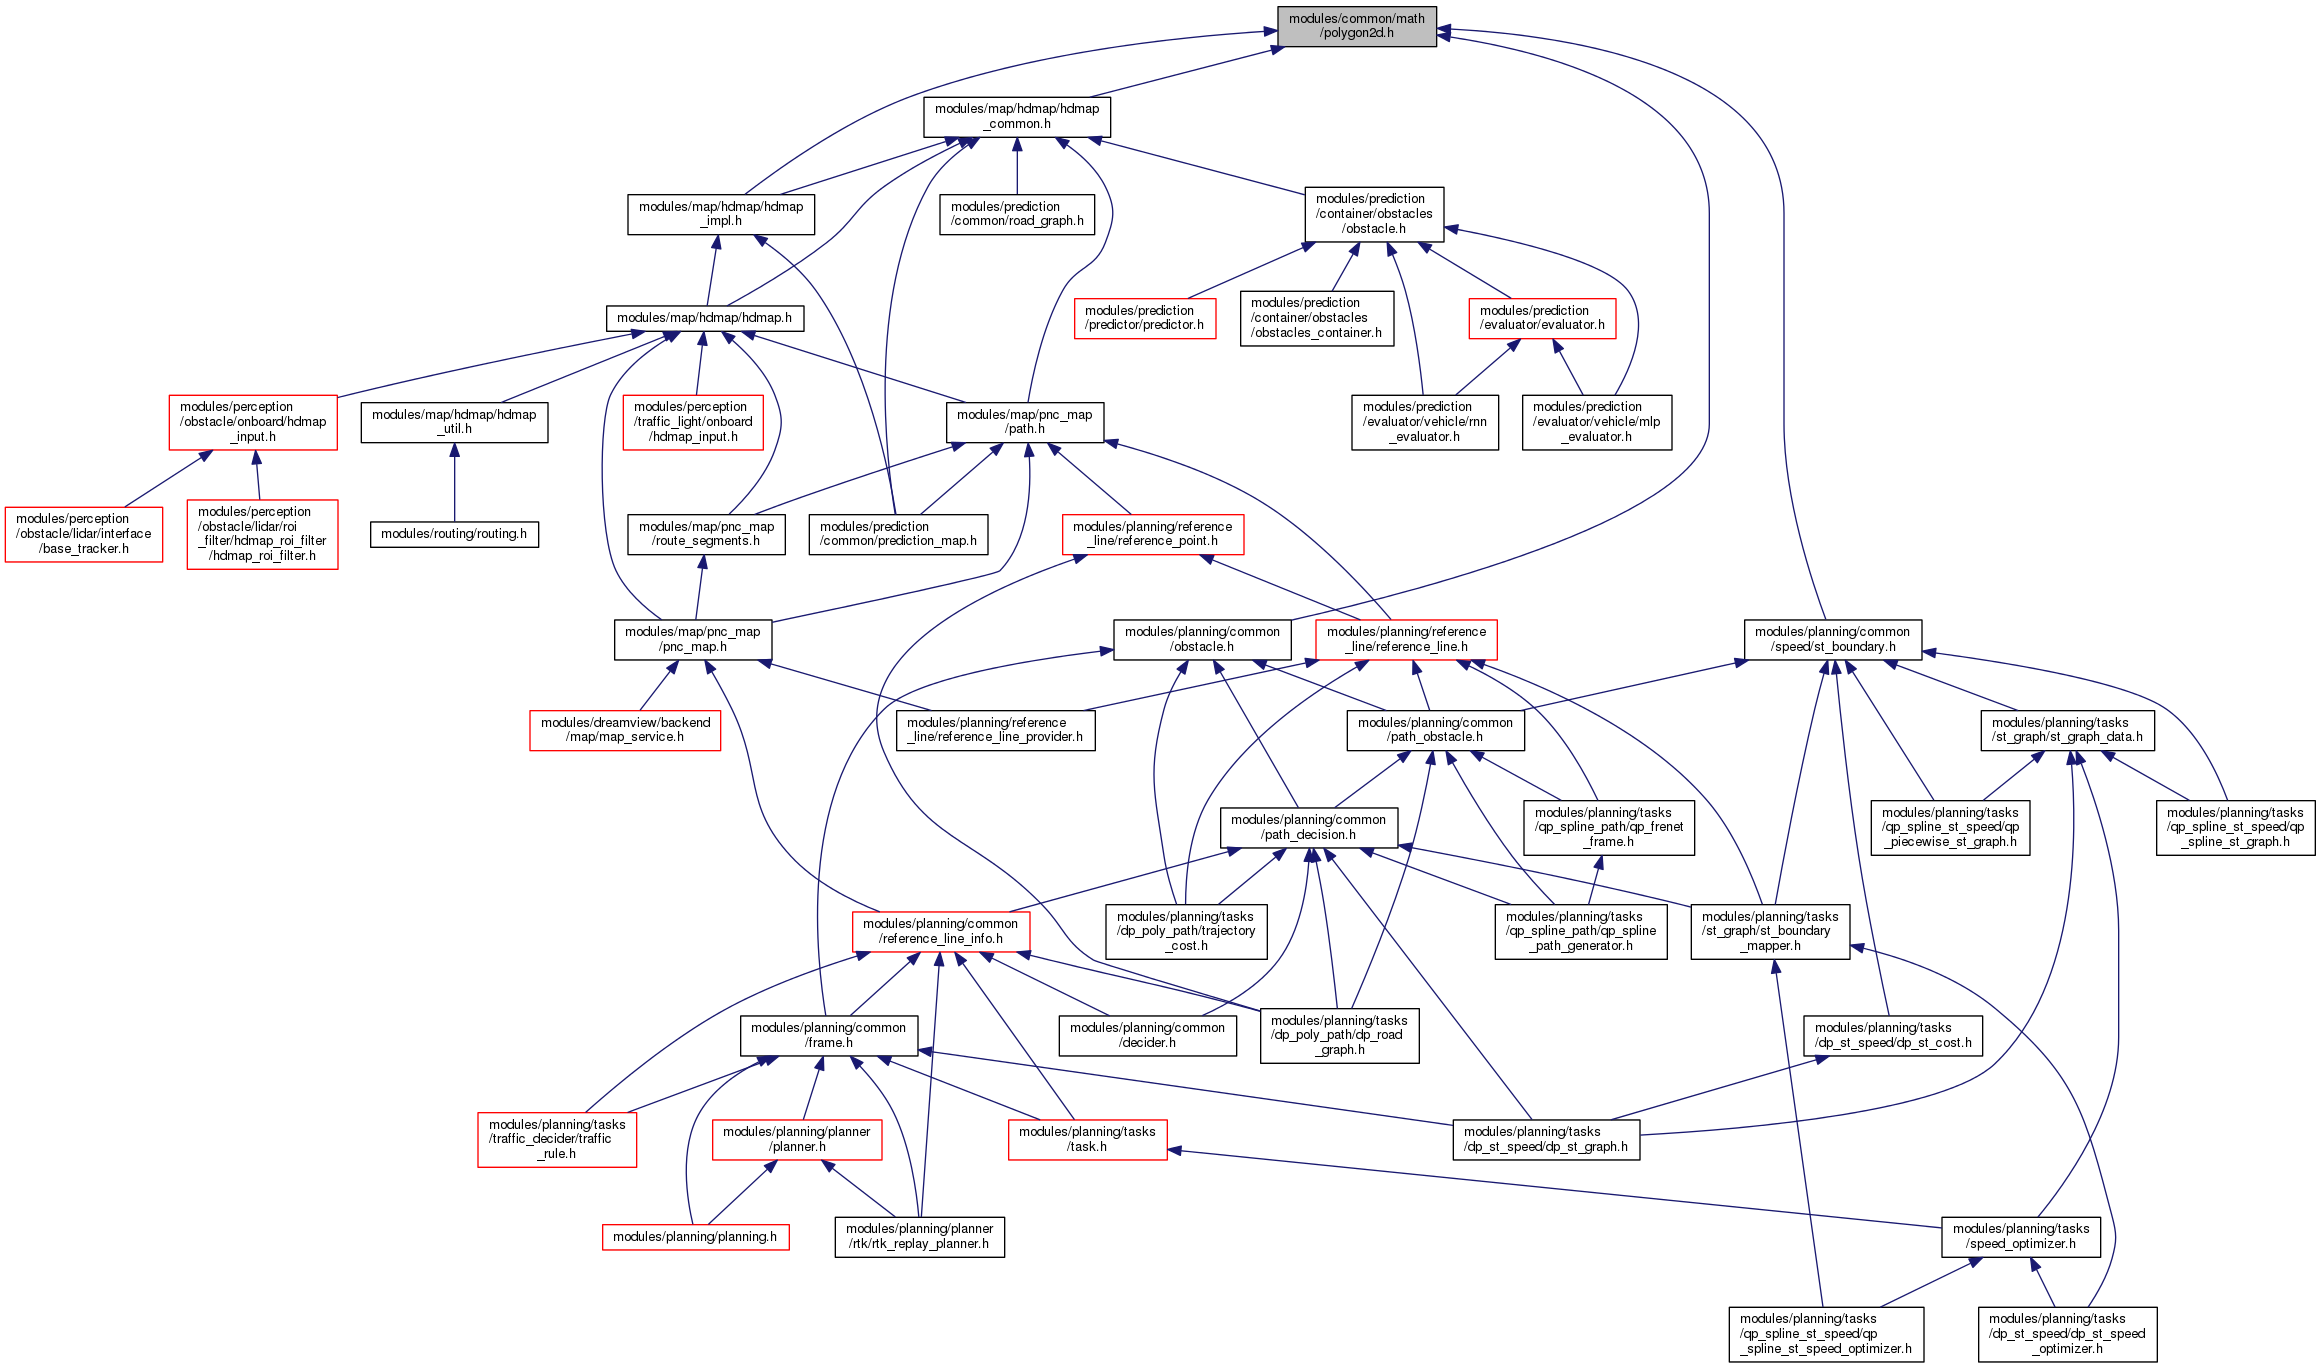 modules/common/math
/polygon2d.h
modules/map/hdmap/hdmap
_common.h
modules/map/hdmap/hdmap
_impl.h
modules/prediction
/common/road_graph.h
modules/prediction
/container/obstacles
/obstacle.h
modules/map/hdmap/hdmap.h
modules/prediction
/predictor/predictor.h
modules/prediction
/container/obstacles
/obstacles_container.h
modules/prediction
/evaluator/evaluator.h
modules/perception
/obstacle/onboard/hdmap
_input.h
modules/map/hdmap/hdmap
_util.h
modules/perception
/traffic_light/onboard
/hdmap_input.h
modules/map/pnc_map
/path.h
modules/prediction
/evaluator/vehicle/rnn
_evaluator.h
modules/prediction
/evaluator/vehicle/mlp
_evaluator.h
modules/perception
/obstacle/lidar/interface
/base_tracker.h
modules/perception
/obstacle/lidar/roi
_filter/hdmap_roi_filter
/hdmap_roi_filter.h
modules/routing/routing.h
modules/map/pnc_map
/route_segments.h
modules/prediction
/common/prediction_map.h
modules/planning/reference
_line/reference_point.h
modules/map/pnc_map
/pnc_map.h
modules/planning/common
/obstacle.h
modules/planning/reference
_line/reference_line.h
modules/planning/common
/speed/st_boundary.h
modules/dreamview/backend
/map/map_service.h
modules/planning/reference
_line/reference_line_provider.h
modules/planning/common
/path_obstacle.h
modules/planning/tasks
/st_graph/st_graph_data.h
modules/planning/common
/path_decision.h
modules/planning/tasks
/qp_spline_path/qp_frenet
_frame.h
modules/planning/tasks
/qp_spline_st_speed/qp
_piecewise_st_graph.h
modules/planning/tasks
/qp_spline_st_speed/qp
_spline_st_graph.h
modules/planning/common
/reference_line_info.h
modules/planning/tasks
/dp_poly_path/trajectory
_cost.h
modules/planning/tasks
/qp_spline_path/qp_spline
_path_generator.h
modules/planning/tasks
/st_graph/st_boundary
_mapper.h
modules/planning/common
/frame.h
modules/planning/common
/decider.h
modules/planning/tasks
/dp_poly_path/dp_road
_graph.h
modules/planning/tasks
/dp_st_speed/dp_st_cost.h
modules/planning/tasks
/traffic_decider/traffic
_rule.h
modules/planning/planner
/planner.h
modules/planning/tasks
/task.h
modules/planning/tasks
/dp_st_speed/dp_st_graph.h
modules/planning/planning.h
modules/planning/planner
/rtk/rtk_replay_planner.h
modules/planning/tasks
/speed_optimizer.h
modules/planning/tasks
/qp_spline_st_speed/qp
_spline_st_speed_optimizer.h
modules/planning/tasks
/dp_st_speed/dp_st_speed
_optimizer.h